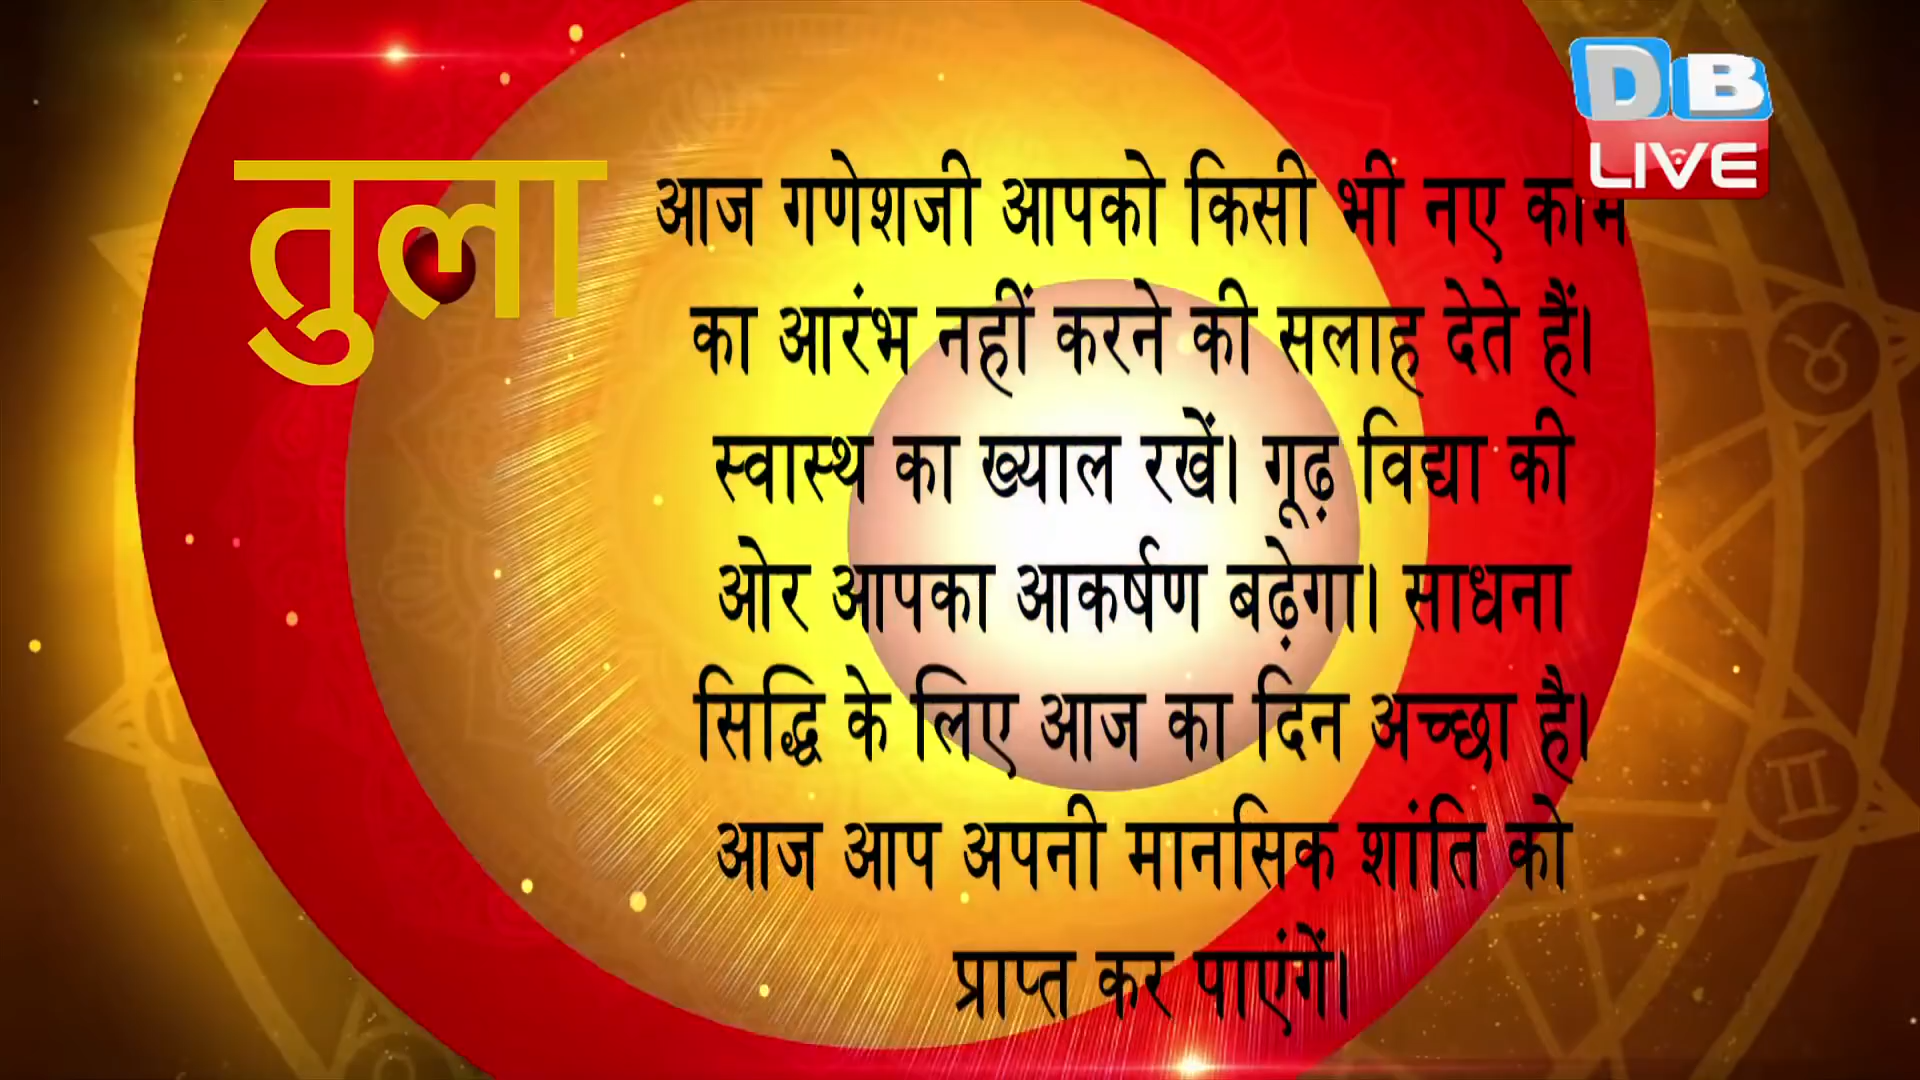 DB
LIVE
तुला
आज गणेशजी आपको किसी भी नए काम
का आरंभ नहीं करने की सलाह देते हैं।
स्वास्थ का ख्याल रखें। गूढ़ विद्या की
ओर आपका आकर्षण बढ़ेगा। साधना
सिद्धि के लिए आज का दिन अच्छा है।
आज आप अपनी मानसिक शांति को
प्राप्त कर पाएंगें।